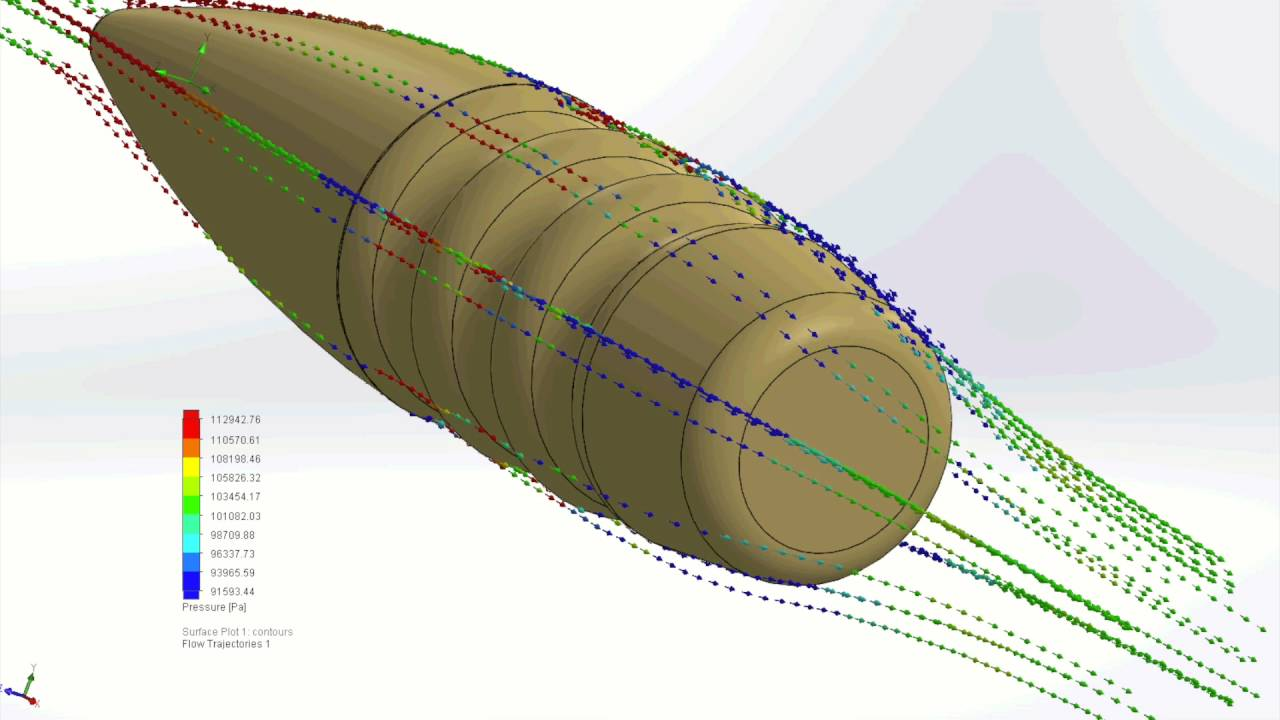 112942.76
110570.61
108198.46
105826.32
103454.17
101082.03
98709.88
96337.73
93965.59
91593.44
Pressure [Pa]
Surface Plot 1: contours
Flow Trajectories 1
Y
Y
X